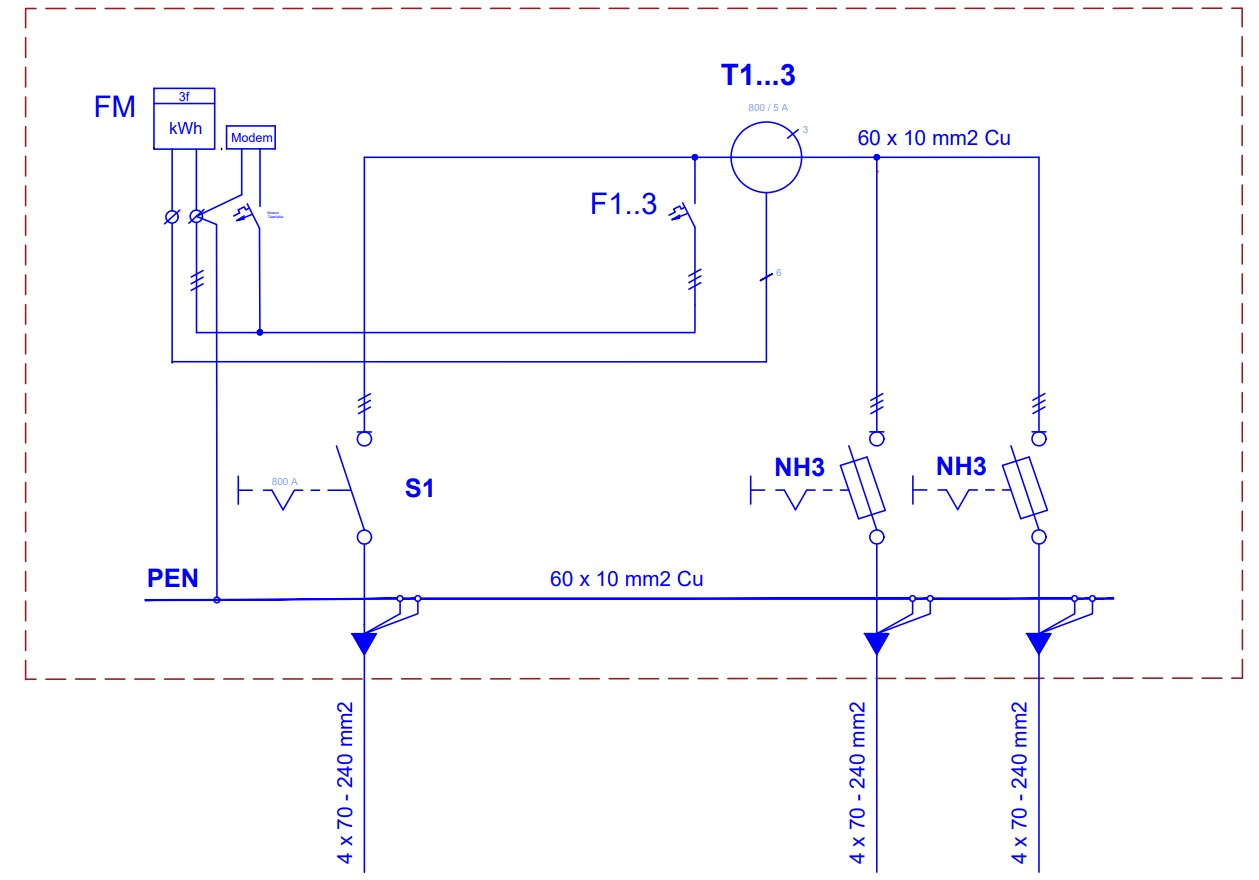 T1...3
3f
FM
800 / 5 A
kWh
3
Modem
60 x 10 mm2 Cu
F1..3
6
NH3
NH3
800 A
S1
PEN
60 x 10 mm2 Cu
4 x 70 - 240 mm2
4 x 70 - 240 mm2
4 x 70 - 240 mm2